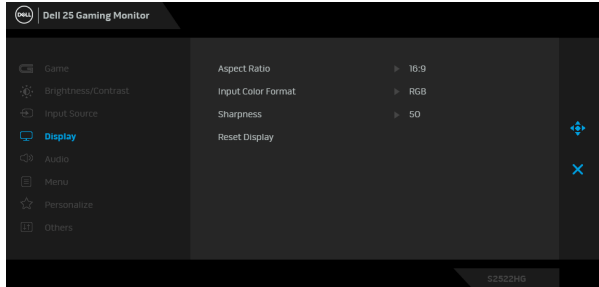 DELL Dell 25 Gaming Monitor
Game
Brightness/Contrast
Input Source
Display
Audio
Menu
Personalize
Others
Aspect Ratio 16:9
Input Color Format RGB
Sharpness 50
Reset Display
S2522HG